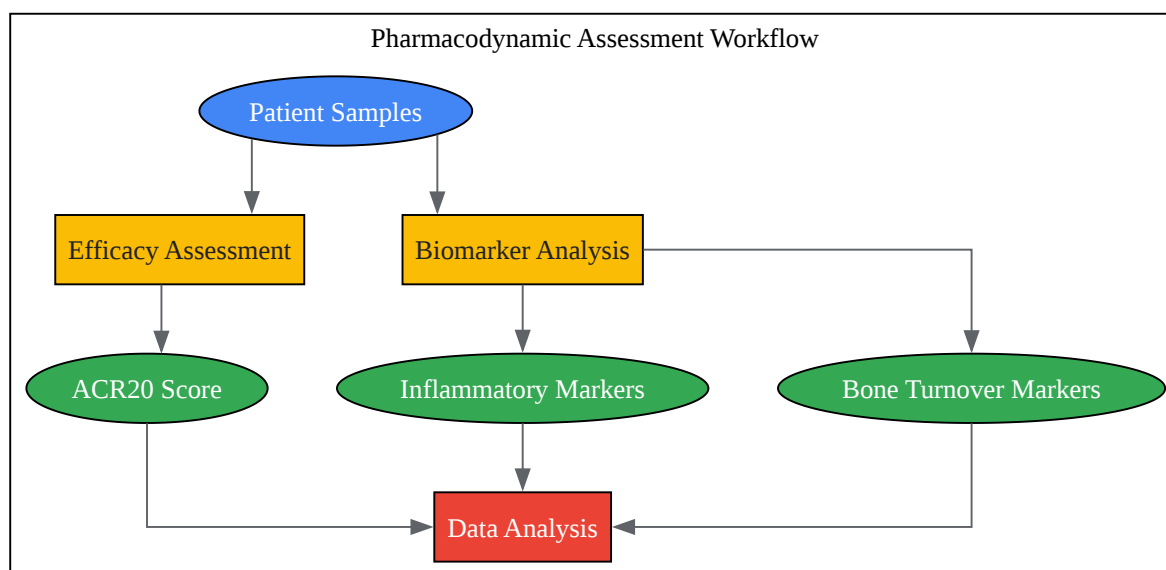 Pharmacodynamic Assessment Workflow
Patient Samples
Efficacy Assessment
Biomarker Analysis
ACR20 Score
Inflammatory Markers
Bone Turnover Markers
Data Analysis